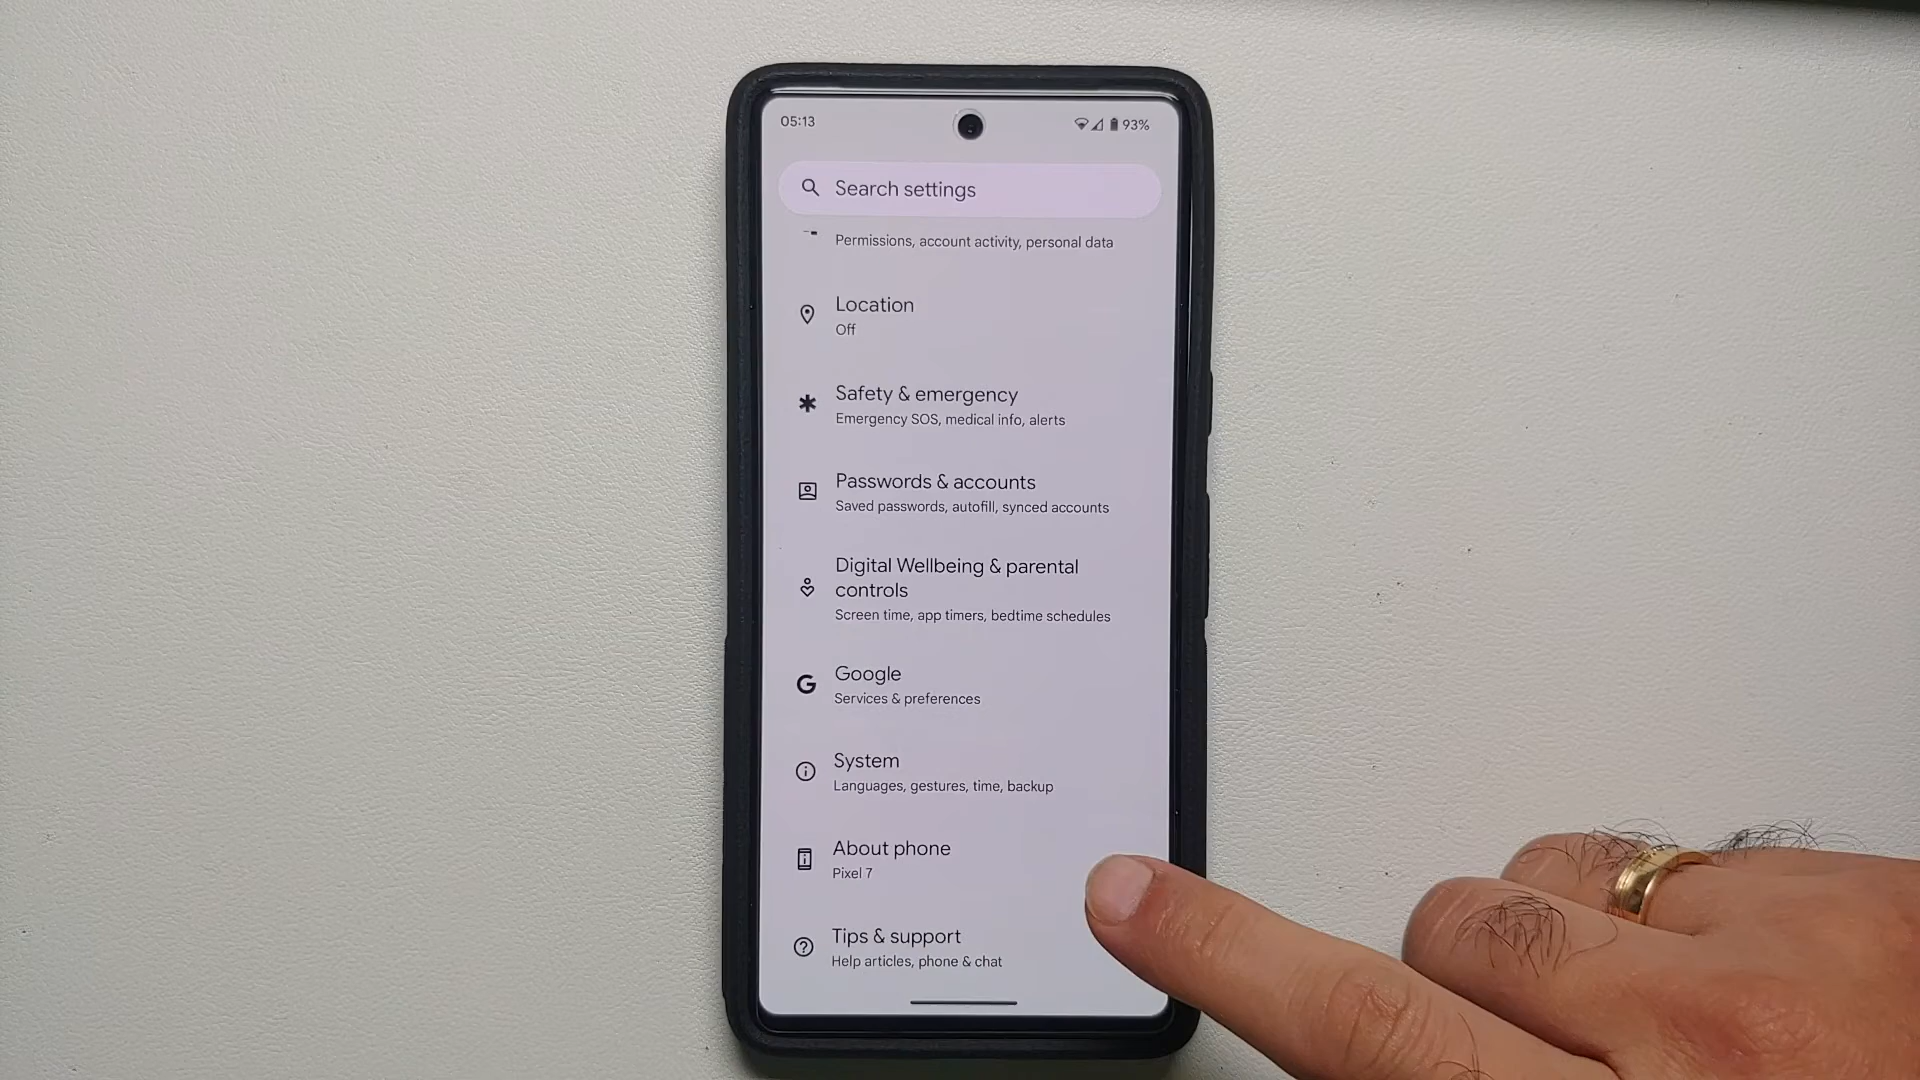 05:13
93%
Search settings
Permissions, account activity, personal data
Location
Off
Safety & emergency
Emergency SOS, medical info, alerts
Passwords & accounts
Saved passwords, autofill, synced accounts
Digital Wellbeing & parental
controls
Screen time, app timers, bedtime schedules
Google
Services & preferences
System
Languages, gestures, time, backup
About phone
Pixel 7
Tips & support
Help articles, phone & chat